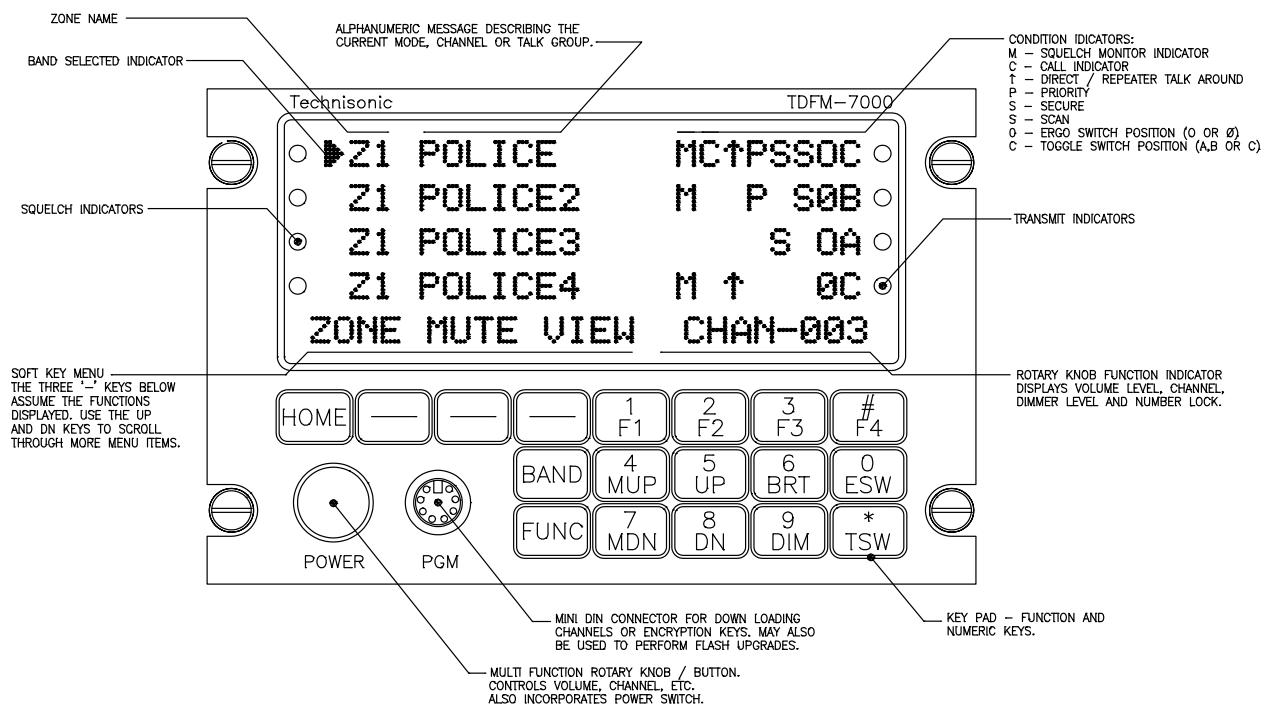 ZONE NAME
BAND SELECTED INDICATOR
ALPHANUMERIC MESSAGE DESCRIBING THE
CURRENT MODE, CHANNEL OR TALK GROUP.
CONDITION IDICATORS:
M – SQUELCH MONITOR INDICATOR
C – CALL INDICATOR
↑ – DIRECT / REPEATER TALK AROUND
P – PRIORITY
S – SECURE
S – SCAN
O – ERGO SWITCH POSITION (O OR Ø)
C – TOGGLE SWITCH POSITION (A,B OR C)
Technisonic TDFM–7000
Z1 POLICE MC↑PSSOC
Z1 POLICE2 M P SØB
Z1 POLICE3 S OA
Z1 POLICE4 M ↑ ØC
ZONE MUTE VIEW CHAN-003
SQUELCH INDICATORS
TRANSMIT INDICATORS
SOFT KEY MENU
THE THREE '–' KEYS BELOW
ASSUME THE FUNCTIONS
DISPLAYED. USE THE UP
AND DN KEYS TO SCROLL
THROUGH MORE MENU ITEMS.
ROTARY KNOB FUNCTION INDICATOR
DISPLAYS VOLUME LEVEL, CHANNEL,
DIMMER LEVEL AND NUMBER LOCK.
HOME — — — 1 2 3 #
F1 F2 F3 F4
BAND 4 5 6 0
MUP UP BRT ESW
FUNC 7 8 9 *
MDN DN DIM TSW
POWER PGM
MINI DIN CONNECTOR FOR DOWN LOADING
CHANNELS OR ENCRYPTION KEYS. MAY ALSO
BE USED TO PERFORM FLASH UPGRADES.
KEY PAD – FUNCTION AND
NUMERIC KEYS.
MULTI FUNCTION ROTARY KNOB / BUTTON.
CONTROLS VOLUME, CHANNEL, ETC.
ALSO INCORPORATES POWER SWITCH.